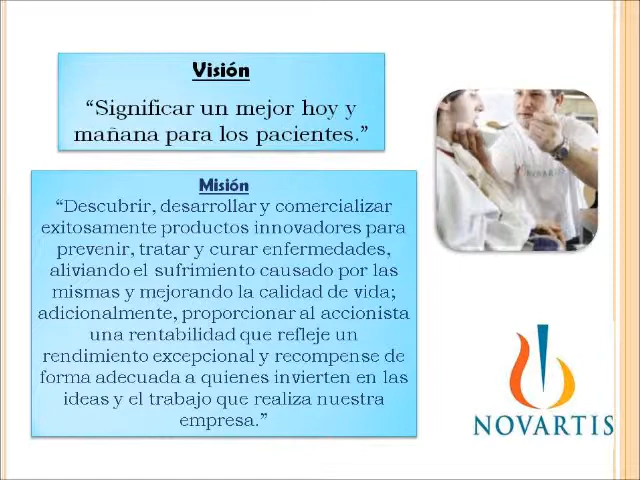 Visión
“Significar un mejor hoy y
mañana para los pacientes.”
Misión
“Descubrir, desarrollar y comercializar
exitosamente productos innovadores para
prevenir, tratar y curar enfermedades,
aliviando el sufrimiento causado por las
mismas y mejorando la calidad de vida;
adicionalmente, proporcionar al accionista
una rentabilidad que refleje un
rendimiento excepcional y recompense de
forma adecuada a quienes invierten en las
ideas y el trabajo que realiza nuestra
empresa.”
NOVARTIS
NOVARTIS